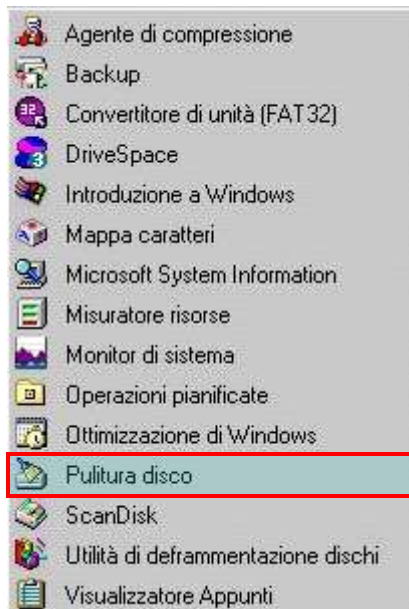 Agente di compressione
Backup
Convertitore di unità (FAT32)
DriveSpace
Introduzione a Windows
Mappa caratteri
Microsoft System Information
Misuratore risorse
Monitor di sistema
Operazioni pianificate
Ottimizzazione di Windows
Pulitura disco
ScanDisk
Utilità di deframmentazione dischi
Visualizzatore Appunti